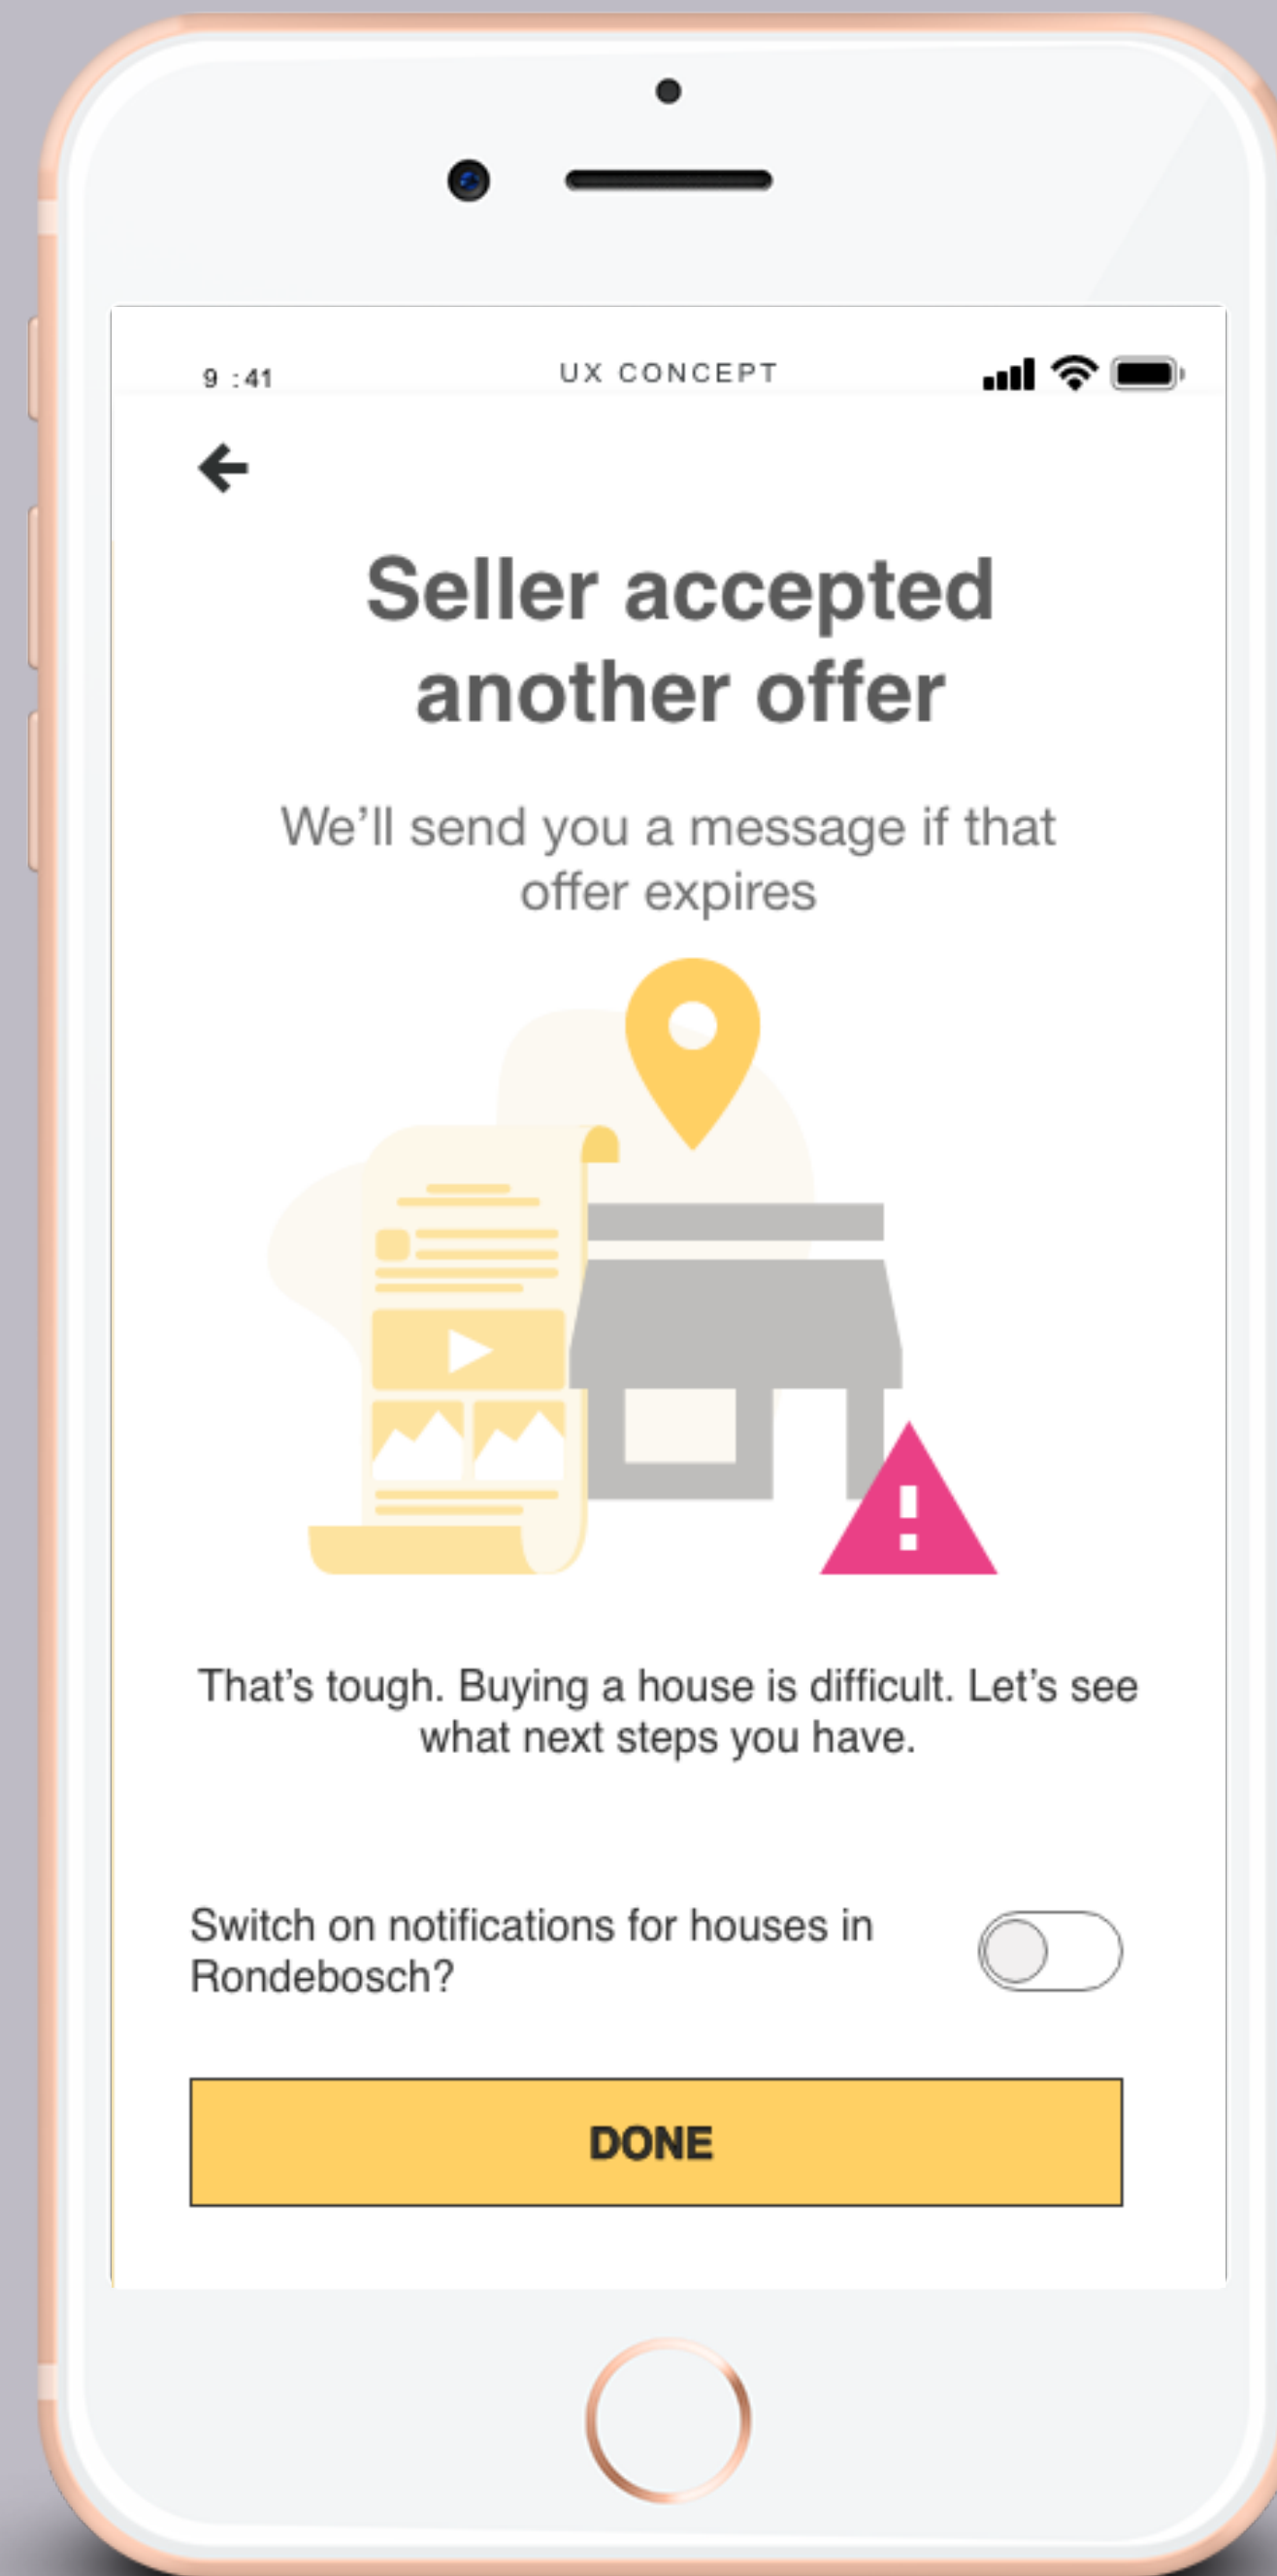 9 :41
UX CONCEPT
Seller accepted
another offer
We’ll send you a message if that
offer expires
That’s tough. Buying a house is difficult. Let’s see
what next steps you have.
Switch on notifications for houses in
Rondebosch?
DONE